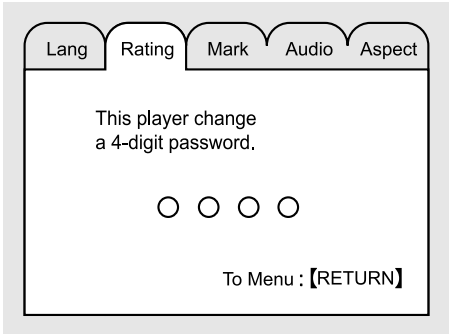 Lang Rating Mark Audio Aspect
This player change
a 4-digit password.
To Menu :【RETURN】